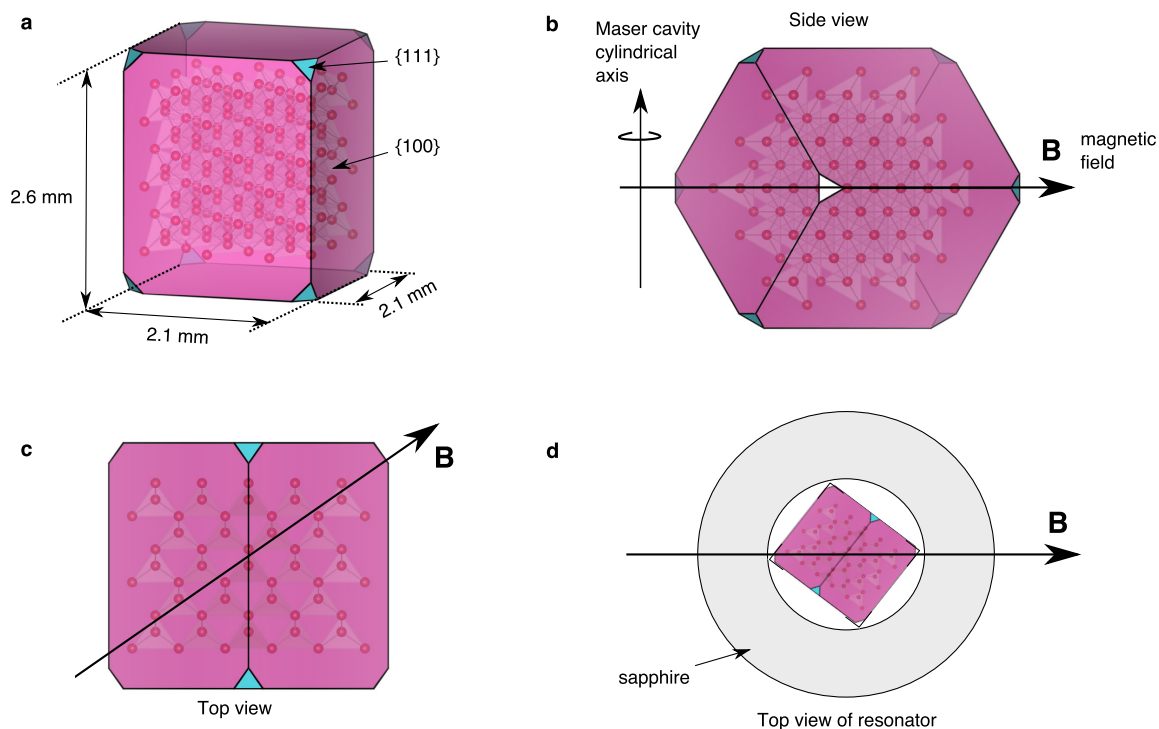 a
{111}
{100}
2.6 mm
2.1 mm
2.1 mm
b
Side view
Maser cavity
cylindrical
axis
B
magnetic
field
c
B
Top view
d
B
sapphire
Top view of resonator